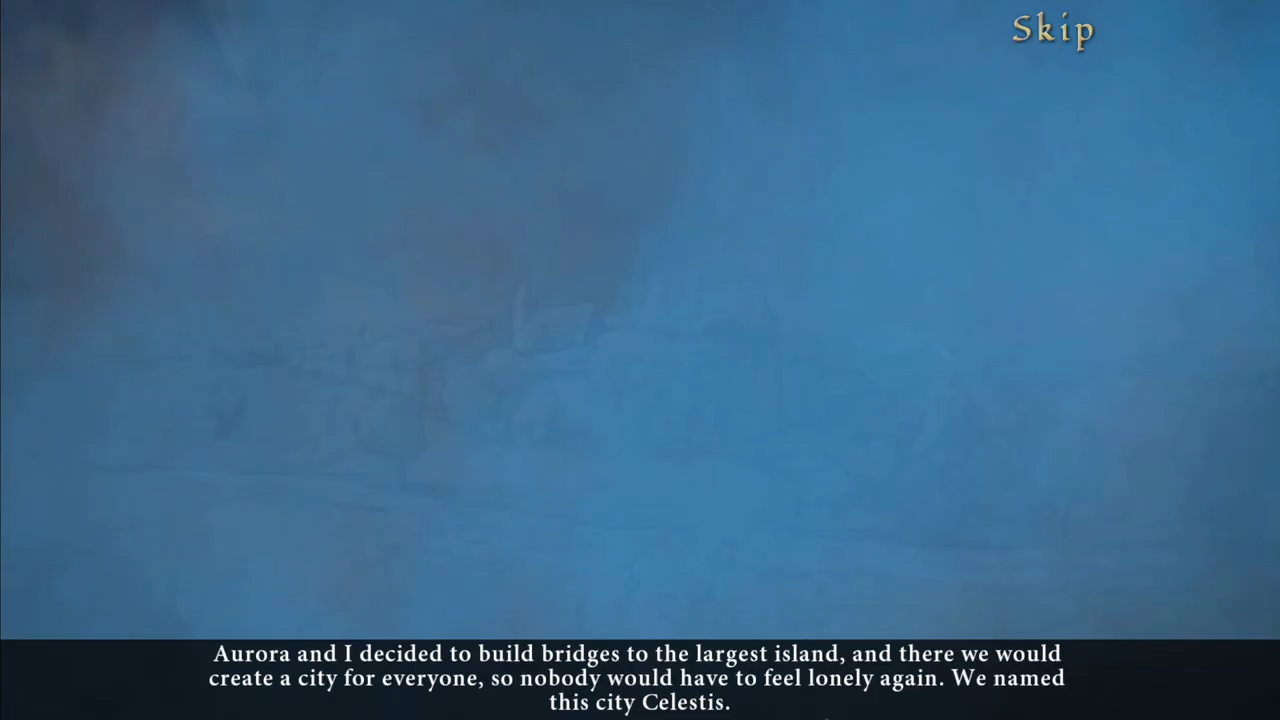 Skip
Aurora and I decided to build bridges to the largest island, and there we would
create a city for everyone, so nobody would have to feel lonely again. We named
this city Celestis.